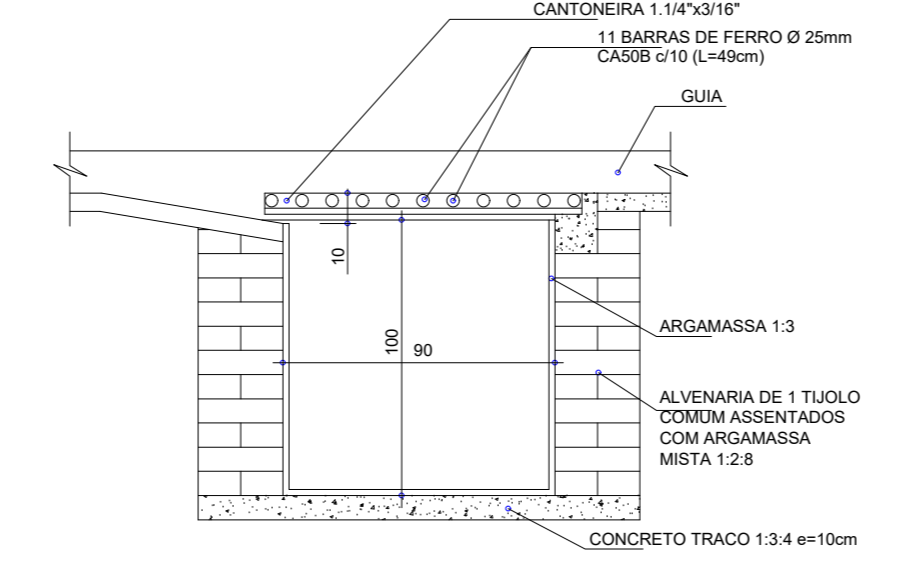 CANTONEIRA 1.1/4"x3/16"
11 BARRAS DE FERRO Ø 25mm
CA50B c/10 (L=49cm)
GUIA
10
100
90
ARGAMASSA 1:3
ALVENARIA DE 1 TIJOLO
COMUM ASSENTADOS
COM ARGAMASSA
MISTA 1:2:8
CONCRETO TRACO 1:3:4 e=10cm